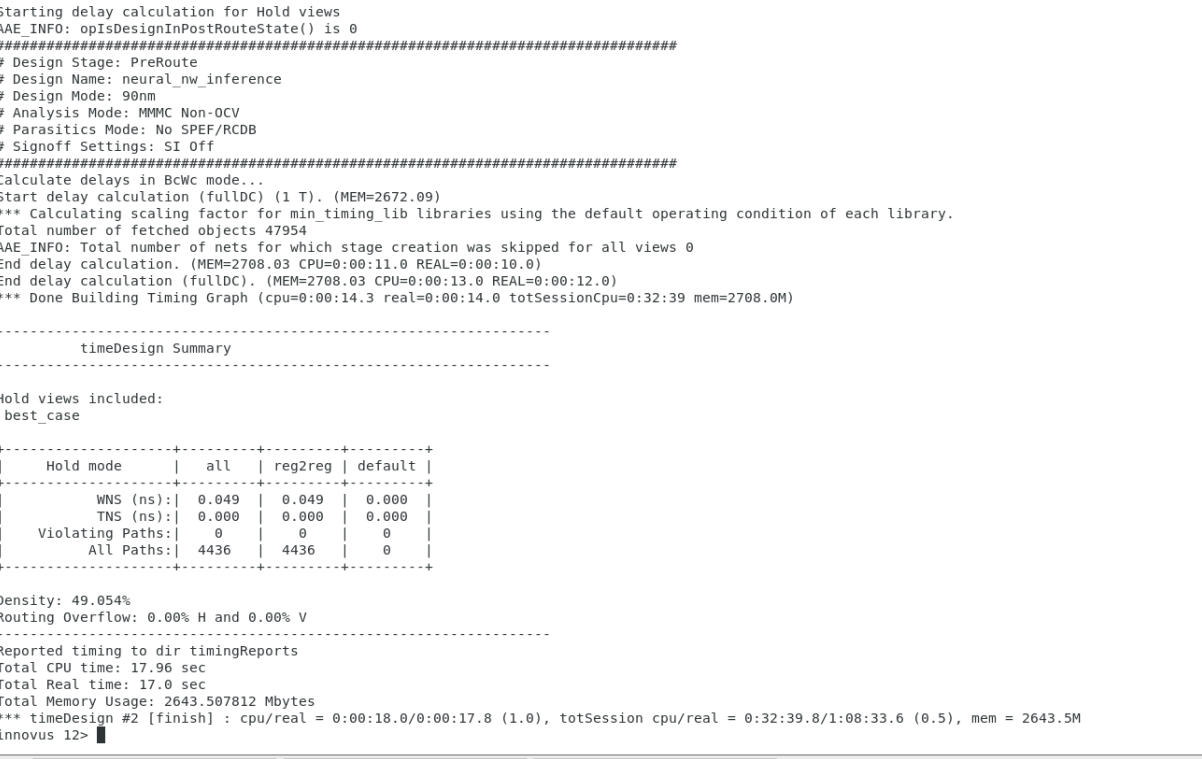 Starting delay calculation for Hold views
AAE_INFO: opIsDesignInPostRouteState() is 0
#################################################################################
# Design Stage: PreRoute
# Design Name: neural_nw_inference
# Design Mode: 90nm
# Analysis Mode: MMMC Non-OCV
# Parasitics Mode: No SPEF/RCDB
# Signoff Settings: SI Off
#################################################################################
Calculate delays in BcWc mode...
Start delay calculation (fullDC) (1 T). (MEM=2672.09)
*** Calculating scaling factor for min_timing_lib libraries using the default operating condition of each library.
Total number of fetched objects 47954
AAE_INFO: Total number of nets for which stage creation was skipped for all views 0
End delay calculation. (MEM=2708.03 CPU=0:00:11.0 REAL=0:00:10.0)
End delay calculation (fullDC). (MEM=2708.03 CPU=0:00:13.0 REAL=0:00:12.0)
*** Done Building Timing Graph (cpu=0:00:14.3 real=0:00:14.0 totSessionCpu=0:32:39 mem=2708.0M)

------------------------------------------------------------------
          timeDesign Summary
------------------------------------------------------------------

Hold views included:
 best_case

+--------------------+---------+---------+---------+
|     Hold mode      |   all   | reg2reg | default |
+--------------------+---------+---------+---------+
|           WNS (ns):|  0.049  |  0.049  |  0.000  |
|           TNS (ns):|  0.000  |  0.000  |  0.000  |
|    Violating Paths:|    0    |    0    |    0    |
|          All Paths:|  4436   |  4436   |    0    |
+--------------------+---------+---------+---------+

Density: 49.054%
Routing Overflow: 0.00% H and 0.00% V
------------------------------------------------------------------
Reported timing to dir timingReports
Total CPU time: 17.96 sec
Total Real time: 17.0 sec
Total Memory Usage: 2643.507812 Mbytes
*** timeDesign #2 [finish] : cpu/real = 0:00:18.0/0:00:17.8 (1.0), totSession cpu/real = 0:32:39.8/1:08:33.6 (0.5), mem = 2643.5M
innovus 12>